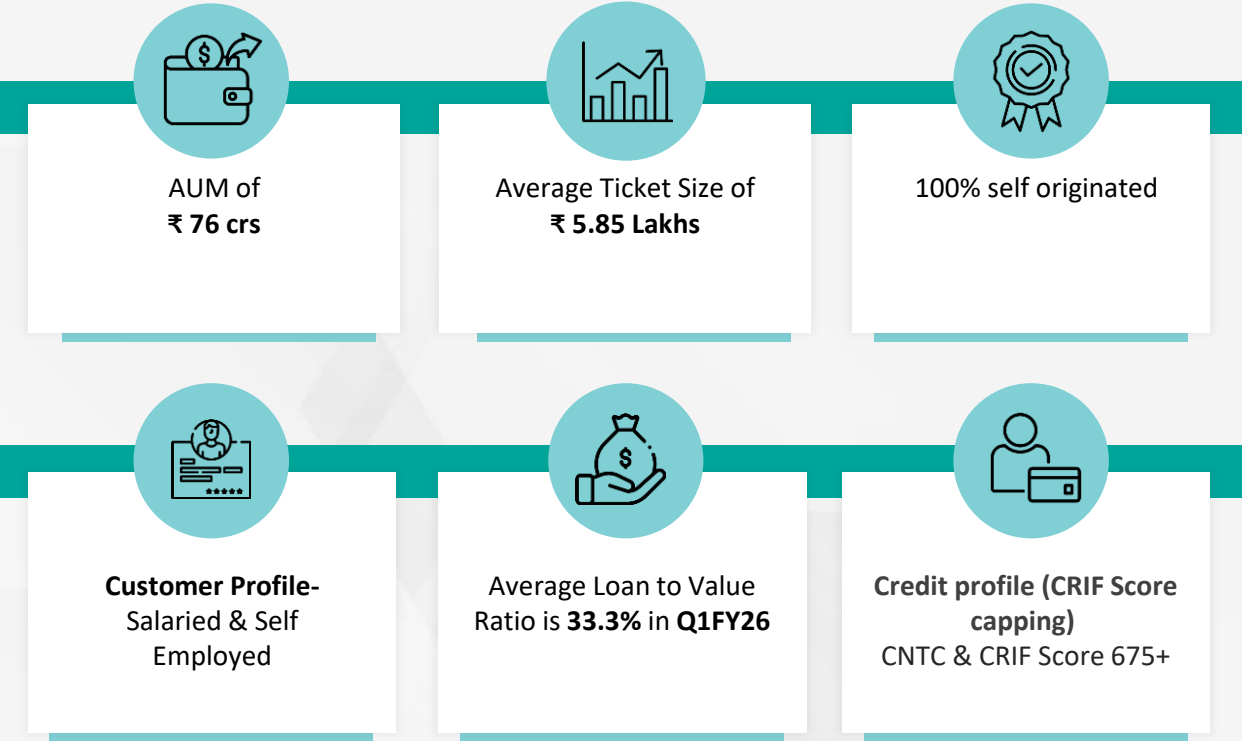 AUM of
₹ 76 crs
Average Ticket Size of
₹ 5.85 Lakhs
100% self originated
Customer Profile-
Salaried & Self
Employed
Average Loan to Value
Ratio is 33.3% in Q1FY26
Credit profile (CRIF Score
capping)
CNTC & CRIF Score 675+